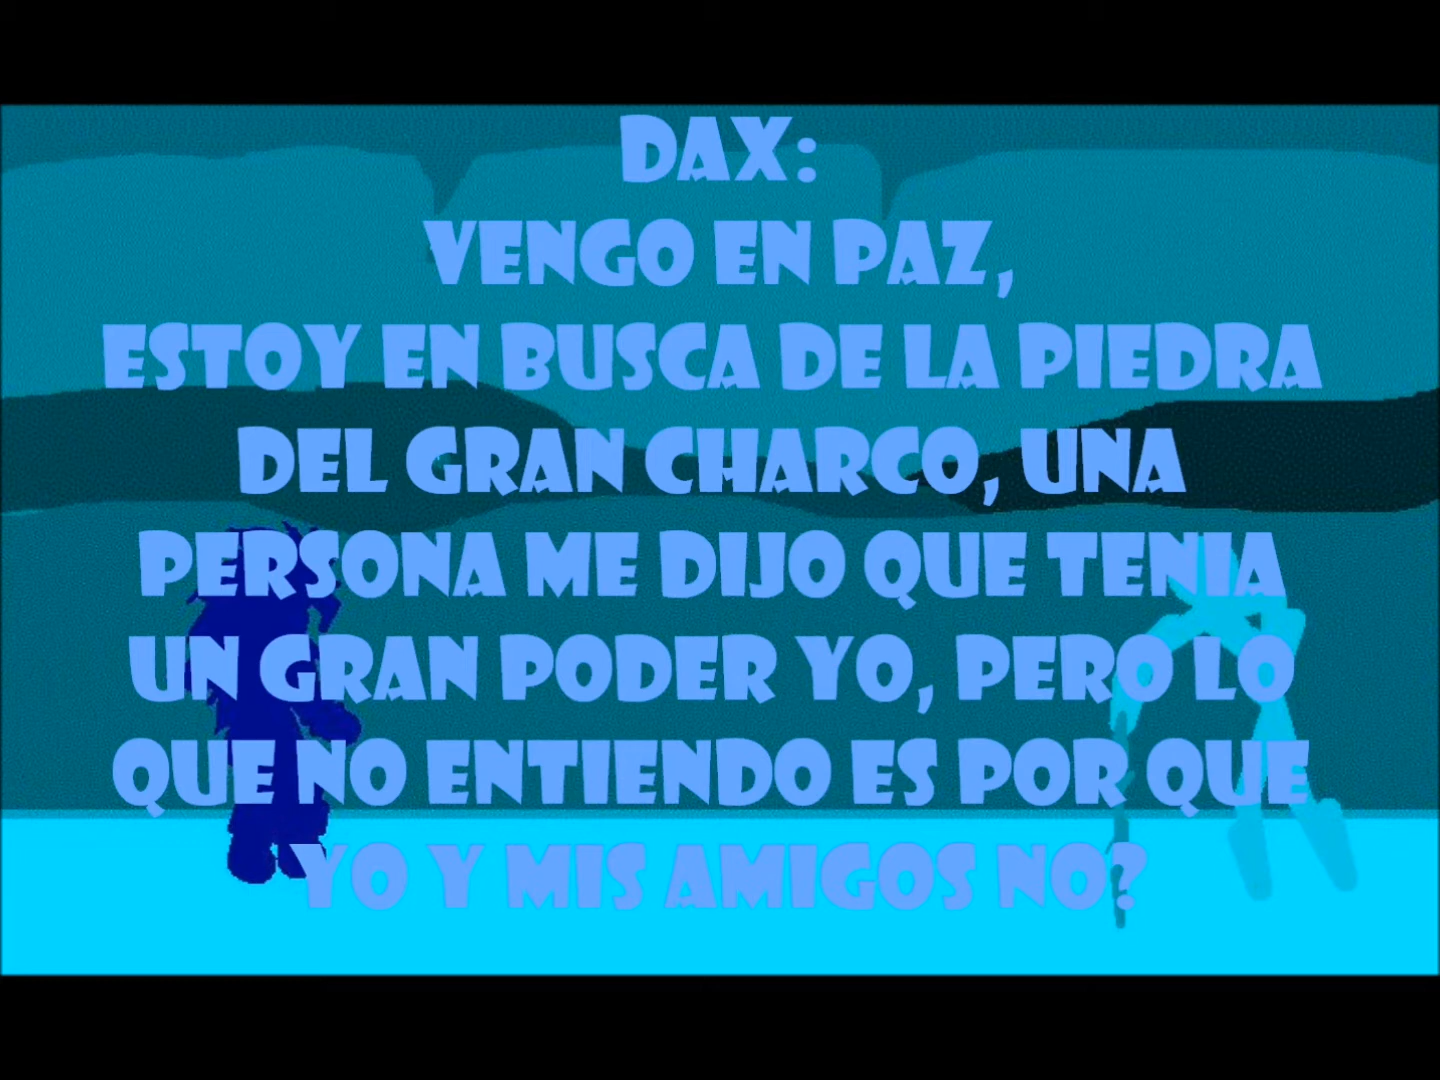 DAX:
VENGO EN PAZ,
ESTOY EN BUSCA DE LA PIEDRA
DEL GRAN CHARCO, UNA
PERSONA ME DIJO QUE TENIA
UN GRAN PODER YO, PERO LO
QUE NO ENTIENDO ES POR QUE
YO Y MIS AMIGOS NO?